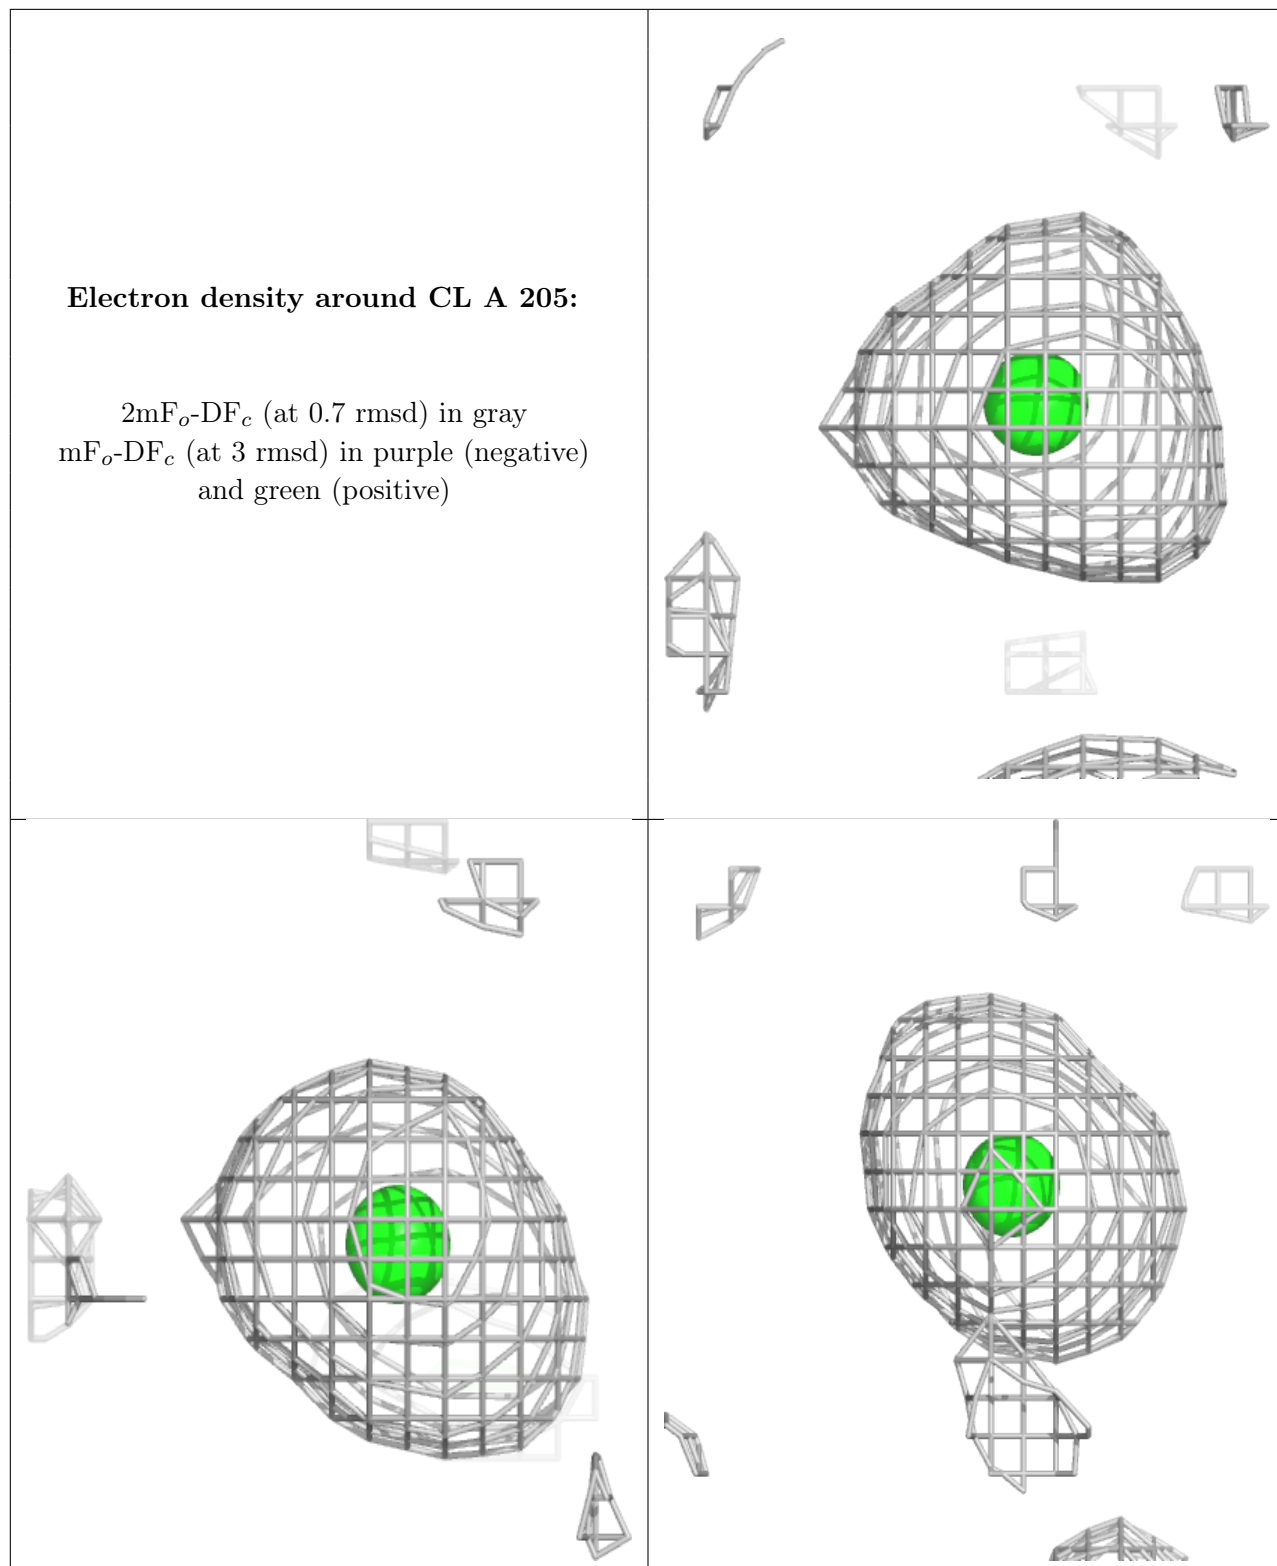 Electron density around CL A 205:
2mFo-DFc (at 0.7 rmsd) in gray
mFo-DFc (at 3 rmsd) in purple (negative)
and green (positive)